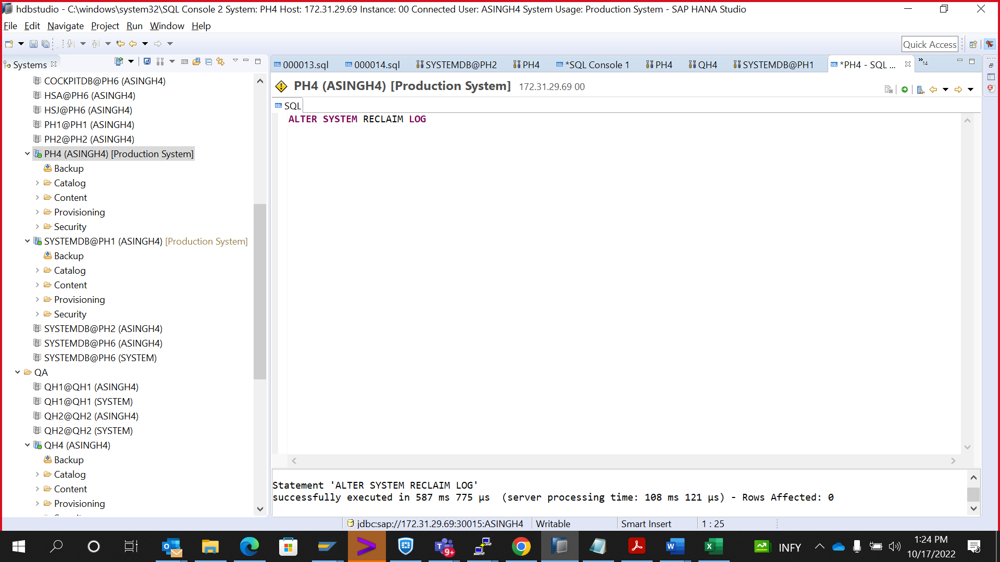 hdbstudio - C:\windows\system32\SQL Console 2 System: PH4 Host: 172.31.29.69 Instance: 00 Connected User: ASINGH4 System Usage: Production System - SAP HANA Studio
File Edit Navigate Project Run Window Help
Quick Access
Systems
000013.sql 000014.sql SYSTEMDB@PH2 PH4 *SQL Console 1 PH4 QH4 SYSTEMDB@PH1 *PH4 - SQL ... »14
COCKPITDB@PH6 (ASINGH4)
HSA@PH6 (ASINGH4)
HSJ@PH6 (ASINGH4)
PH1@PH1 (ASINGH4)
PH2@PH2 (ASINGH4)
PH4 (ASINGH4) [Production System]
Backup
Catalog
Content
Provisioning
Security
SYSTEMDB@PH1 (ASINGH4) [Production System]
Backup
Catalog
Content
Provisioning
Security
SYSTEMDB@PH2 (ASINGH4)
SYSTEMDB@PH6 (ASINGH4)
SYSTEMDB@PH6 (SYSTEM)
QA
QH1@QH1 (ASINGH4)
QH1@QH1 (SYSTEM)
QH2@QH2 (ASINGH4)
QH2@QH2 (SYSTEM)
QH4 (ASINGH4)
Backup
Catalog
Content
Provisioning
PH4 (ASINGH4) [Production System] 172.31.29.69 00
SQL
ALTER SYSTEM RECLAIM LOG
Statement 'ALTER SYSTEM RECLAIM LOG'
successfully executed in 587 ms 775 µs (server processing time: 108 ms 121 µs) - Rows Affected: 0
jdbc:sap://172.31.29.69:30015:ASINGH4 Writable Smart Insert 1 : 25
INFY
1:24 PM
10/17/2022